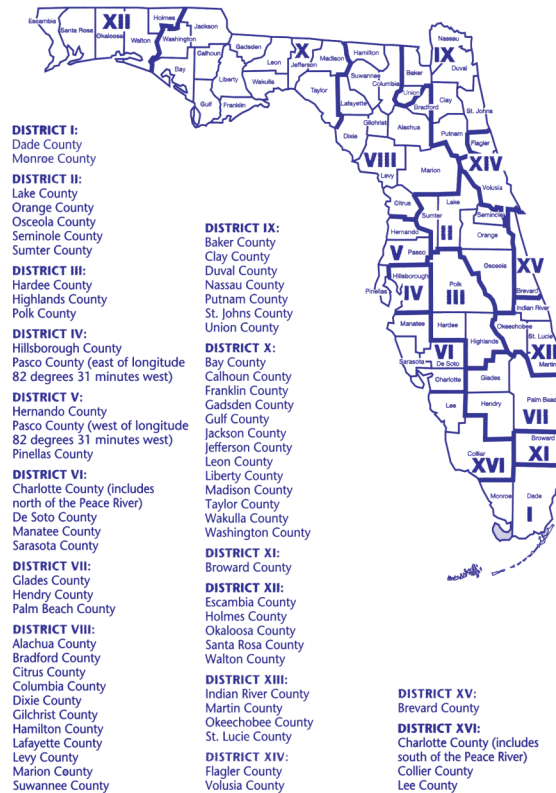 Escambia
Santa Rosa
XII
Okaloosa
Walton
Holmes
Jackson
Washington
Bay
Calhoun
Gulf
Gadsden
Liberty
Franklin
Leon
Wakulla
X
Jefferson
Madison
Taylor
Hamilton
Suwannee
Columbia
Lafayette
Dixie
Gilchrist
Alachua
Nassau
IX
Duval
Baker
Union
Clay
Bradford
St. Johns
Putnam
Flagler
XIV
VIII
Levy
Marion
Volusia
Citrus
Sumter
Lake
Seminole
II
Orange
Hernando
V
Pasco
Osceola
XV
Brevard
Hillsborough
Pinellas
IV
Polk
III
Indian River
Manatee
Hardee
Highlands
Okeechobee
St. Lucie
XII
Martin
Sarasota
VI
De Soto
Charlotte
Glades
Lee
Hendry
Palm Beac
VII
Broward
XI
Collier
XVI
Monroe
Dade
I
DISTRICT I:
Dade County
Monroe County
DISTRICT II:
Lake County
Orange County
Osceola County
Seminole County
Sumter County
DISTRICT III:
Hardee County
Highlands County
Polk County
DISTRICT IV:
Hillsborough County
Pasco County (east of longitude
82 degrees 31 minutes west)
DISTRICT V:
Hernando County
Pasco County (west of longitude
82 degrees 31 minutes west)
Pinellas County
DISTRICT VI:
Charlotte County (includes
north of the Peace River)
De Soto County
Manatee County
Sarasota County
DISTRICT VII:
Glades County
Hendry County
Palm Beach County
DISTRICT VIII:
Alachua County
Bradford County
Citrus County
Columbia County
Dixie County
Gilchrist County
Hamilton County
Lafayette County
Levy County
Marion County
Suwannee County
DISTRICT IX:
Baker County
Clay County
Duval County
Nassau County
Putnam County
St. Johns County
Union County
DISTRICT X:
Bay County
Calhoun County
Franklin County
Gadsden County
Gulf County
Jackson County
Jefferson County
Leon County
Liberty County
Madison County
Taylor County
Wakulla County
Washington County
DISTRICT XI:
Broward County
DISTRICT XII:
Escambia County
Holmes County
Okaloosa County
Santa Rosa County
Walton County
DISTRICT XIII:
Indian River County
Martin County
Okeechobee County
St. Lucie County
DISTRICT XIV:
Flagler County
Volusia County
DISTRICT XV:
Brevard County
DISTRICT XVI:
Charlotte County (includes
south of the Peace River)
Collier County
Lee County